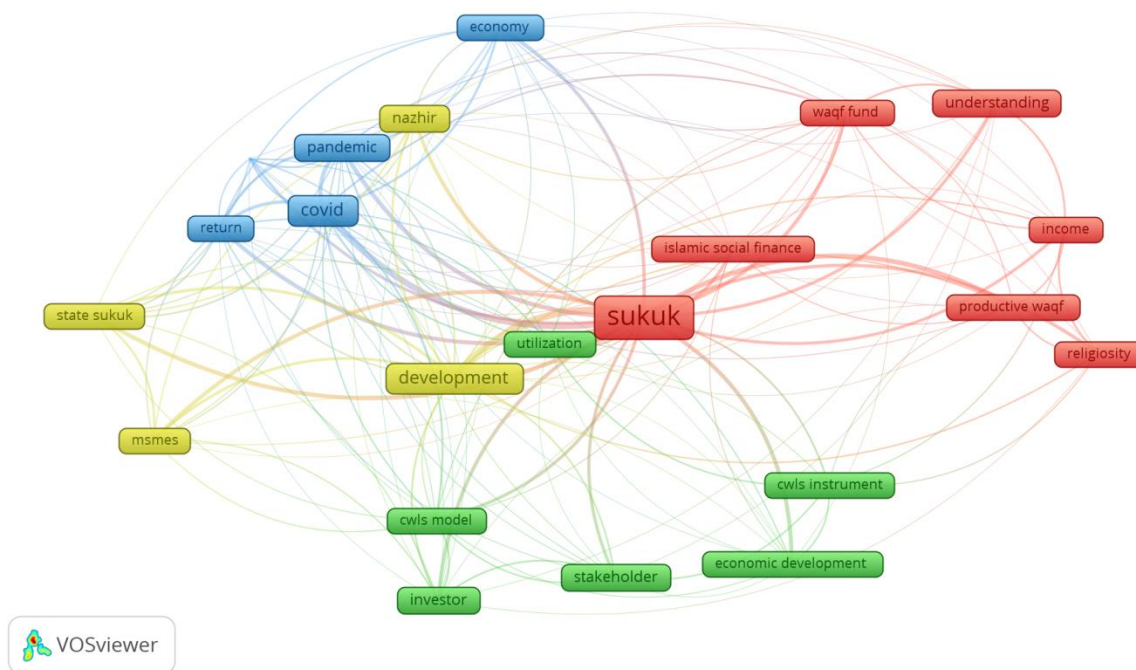 economy
understanding
waqf fund
nazhir
pandemic
covid
return
income
islamic social finance
productive waqf
sukuk
state sukuk
utilization
religiosity
development
msmes
cwls instrument
cwls model
economic development
stakeholder
investor
VOSviewer